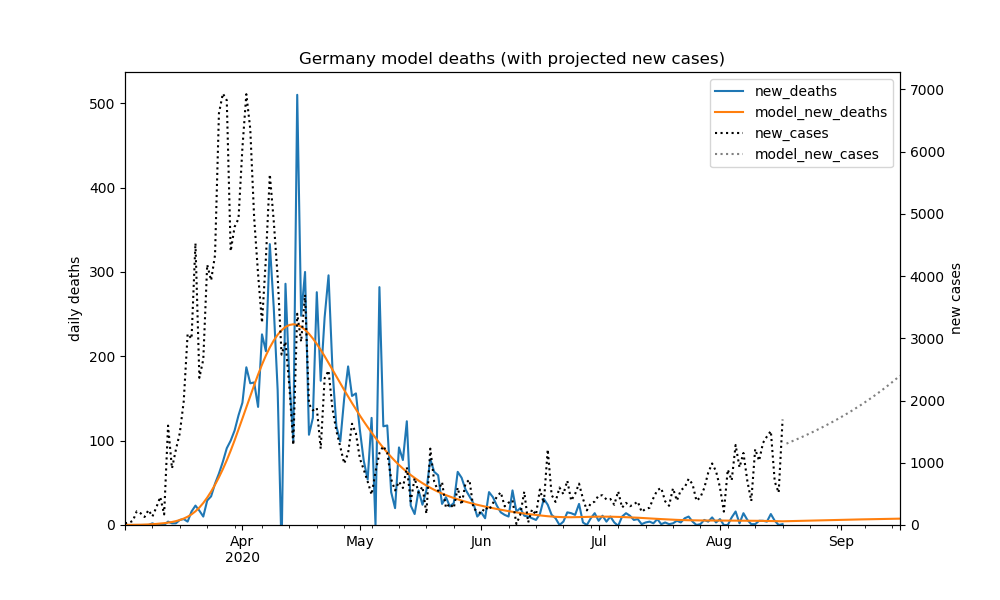 Germany model deaths (with projected new cases)
new_deaths
model_new_deaths
new_cases
model_new_cases
daily deaths
500
400
300
200
100
0
7000
6000
5000
4000
3000
2000
1000
0
new cases
Apr
2020
May
Jun
Jul
Aug
Sep